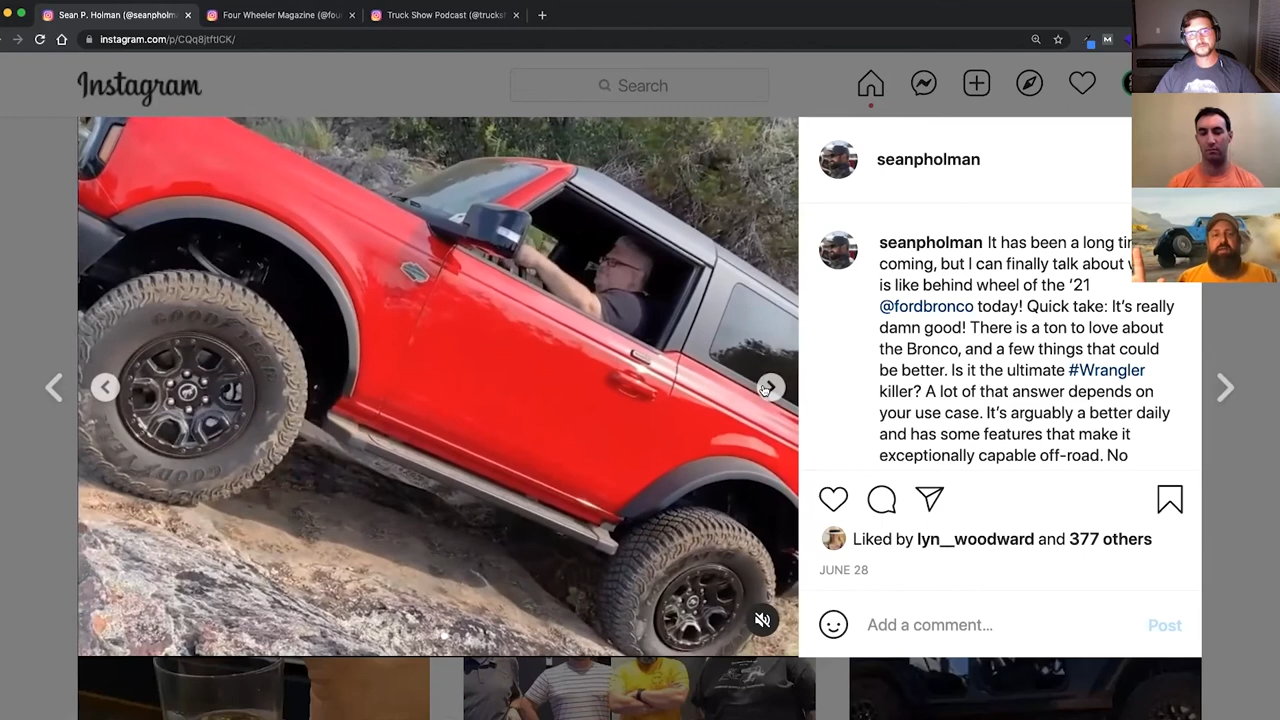 Sean P. Holman (@seanpholm
Four Wheeler Magazine (@fou
Truck Show Podcast (@trucks
instagram.com/p/CQq8jtftICK/
M
Instagram
Search
seanpholman
seanpholman It has been a long tin
coming, but I can finally talk about
is like behind wheel of the ‘21
@fordbronco today! Quick take: It’s really
damn good! There is a ton to love about
the Bronco, and a few things that could
be better. Is it the ultimate #Wrangler
killer? A lot of that answer depends on
your use case. It’s arguably a better daily
and has some features that make it
exceptionally capable off-road. No
GOODYEAR
GOODYEAR
Liked by lyn__woodward and 377 others
JUNE 28
Add a comment...
Post